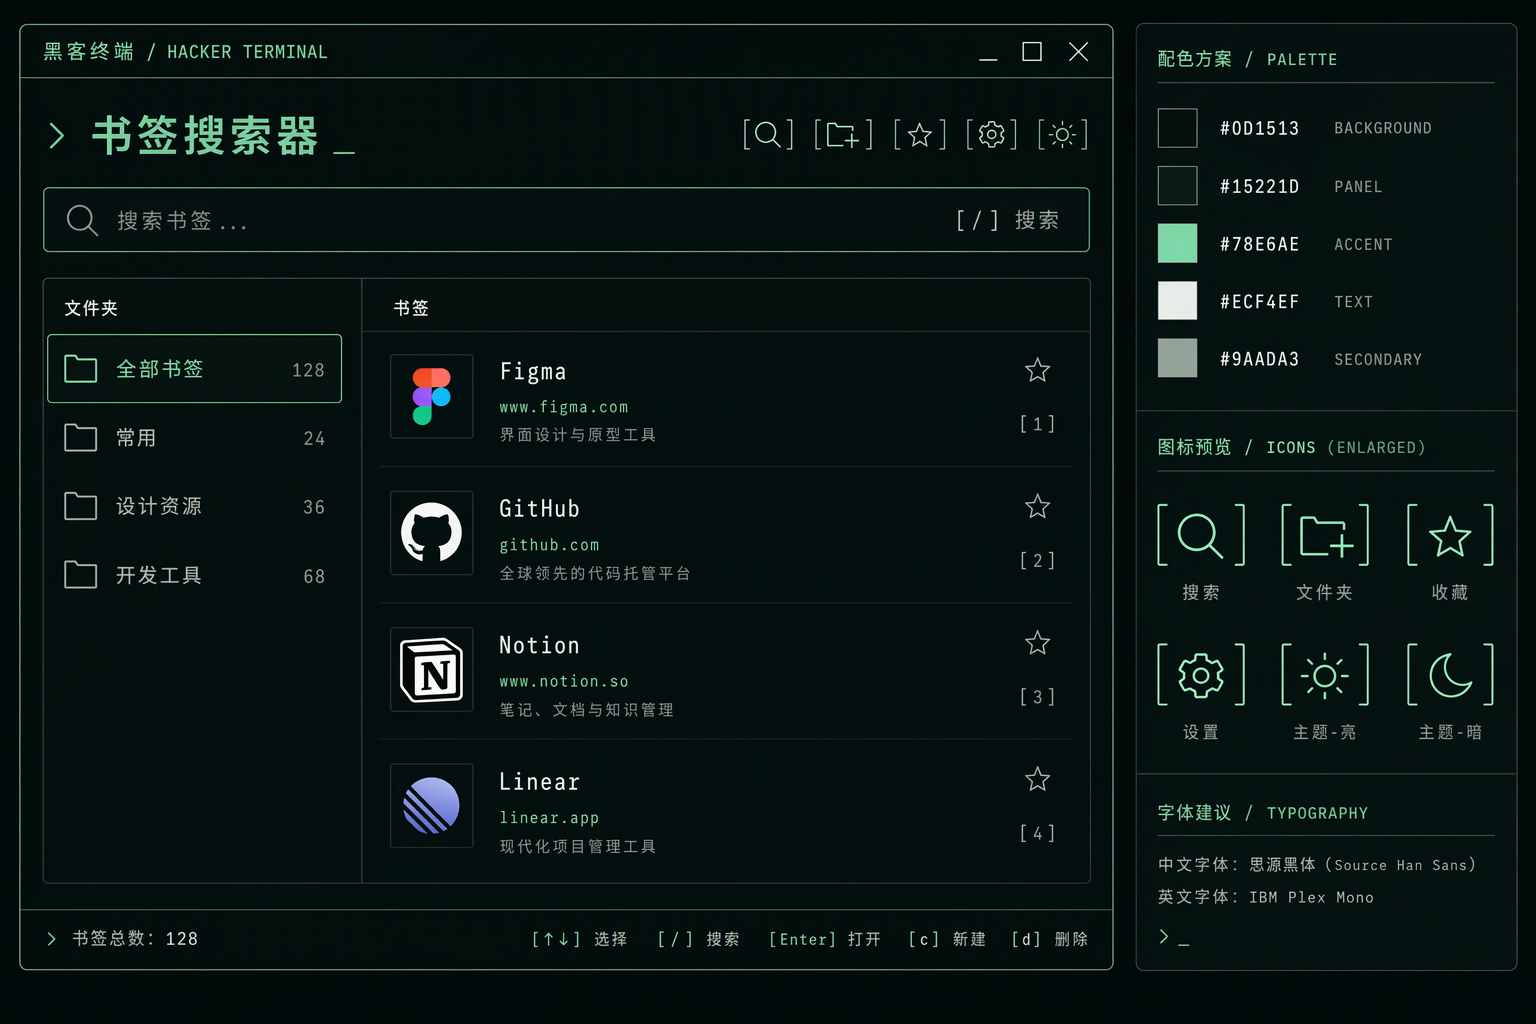 黑客终端 / HACKER TERMINAL
> 书签搜索器_
搜索书签... [/] 搜索
文件夹
全部书签 128
常用 24
设计资源 36
开发工具 68
书签
Figma
www.figma.com
界面设计与原型工具
[1]
GitHub
github.com
全球领先的代码托管平台
[2]
N
Notion
www.notion.so
笔记、文档与知识管理
[3]
Linear
linear.app
现代化项目管理工具
[4]
> 书签总数: 128
[↑↓] 选择 [/] 搜索 [Enter] 打开 [c] 新建 [d] 删除
配色方案 / PALETTE
#0D1513 BACKGROUND
#15221D PANEL
#78E6AE ACCENT
#ECF4EF TEXT
#9AADA3 SECONDARY
图标预览 / ICONS (ENLARGED)
搜索 文件夹 收藏
设置 主题-亮 主题-暗
字体建议 / TYPOGRAPHY
中文字体: 思源黑体 (Source Han Sans)
英文字体: IBM Plex Mono
>_